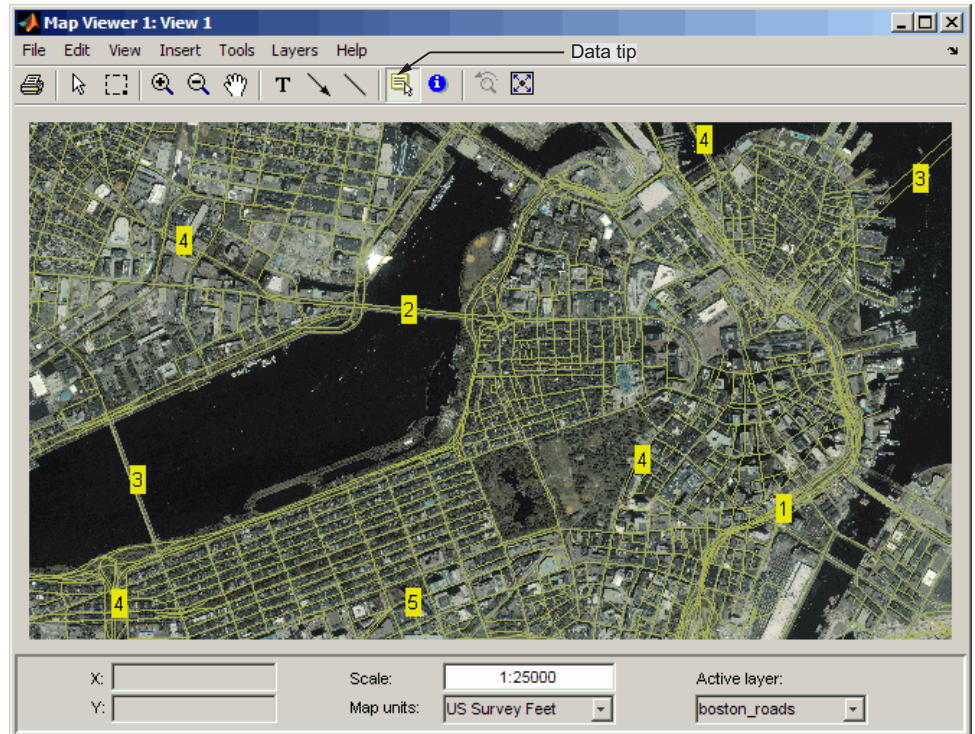 Map Viewer 1: View 1
File Edit View Insert Tools Layers Help
Data tip
T
i
4
3
4
2
4
3
1
4
5
X:
Scale: 1:25000
Active layer:
Y:
Map units: US Survey Feet
boston_roads